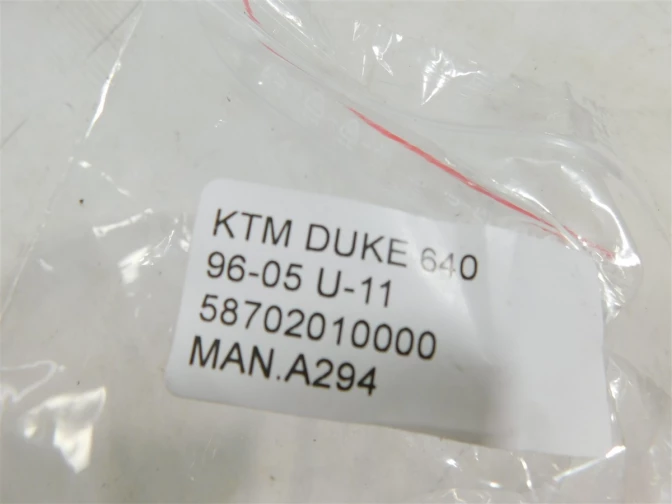 KTM DUKE 640
96-05 U-11
58702010000
MAN.A294